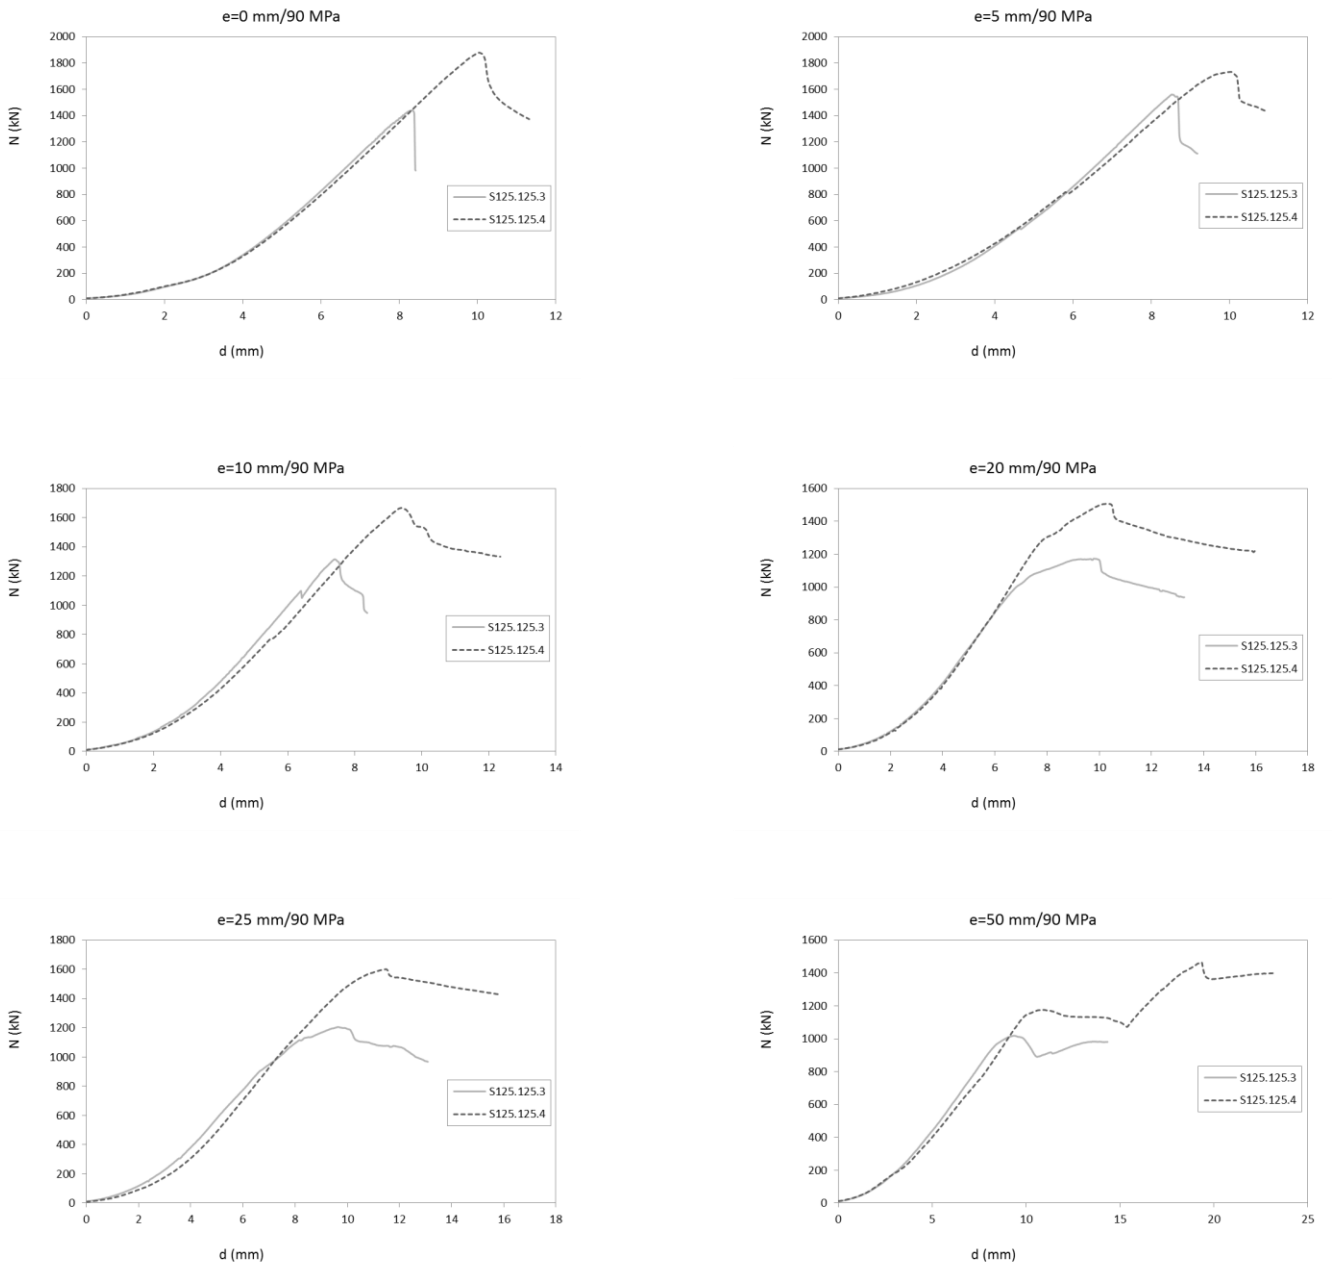 e=0 mm/90 MPa
N (kN)
2000
1800
1600
1400
1200
1000
800
600
400
200
0
0 2 4 6 8 10 12
d (mm)
S125.125.3
S125.125.4
e=5 mm/90 MPa
N (kN)
2000
1800
1600
1400
1200
1000
800
600
400
200
0
0 2 4 6 8 10 12
d (mm)
S125.125.3
S125.125.4
e=10 mm/90 MPa
N (kN)
1800
1600
1400
1200
1000
800
600
400
200
0
0 2 4 6 8 10 12 14
d (mm)
S125.125.3
S125.125.4
e=20 mm/90 MPa
N (kN)
1600
1400
1200
1000
800
600
400
200
0
0 2 4 6 8 10 12 14 16 18
d (mm)
S125.125.3
S125.125.4
e=25 mm/90 MPa
N (kN)
1800
1600
1400
1200
1000
800
600
400
200
0
0 2 4 6 8 10 12 14 16 18
d (mm)
S125.125.3
S125.125.4
e=50 mm/90 MPa
N (kN)
1600
1400
1200
1000
800
600
400
200
0
0 5 10 15 20 25
d (mm)
S125.125.3
S125.125.4